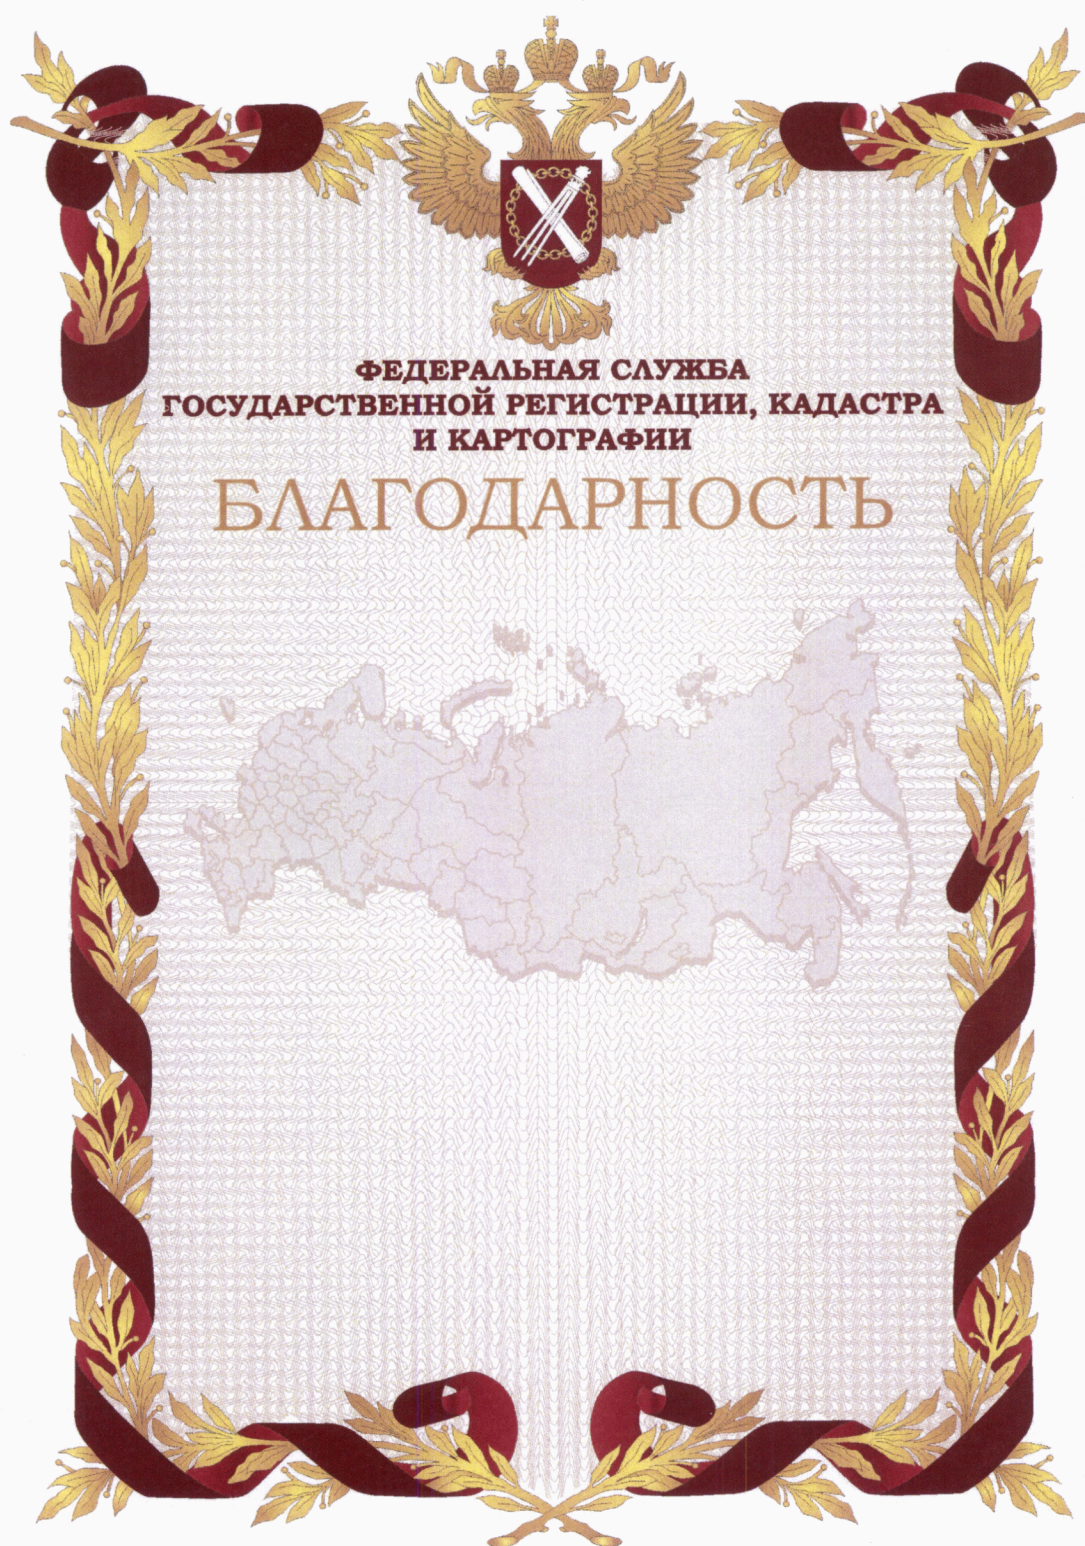 ФЕДЕРАЛЬНАЯ СЛУЖБА
ГОСУДАРСТВЕННОЙ РЕГИСТРАЦИИ, КАДАСТРА
И КАРТОГРАФИИ
БЛАГОДАРНОСТЬ